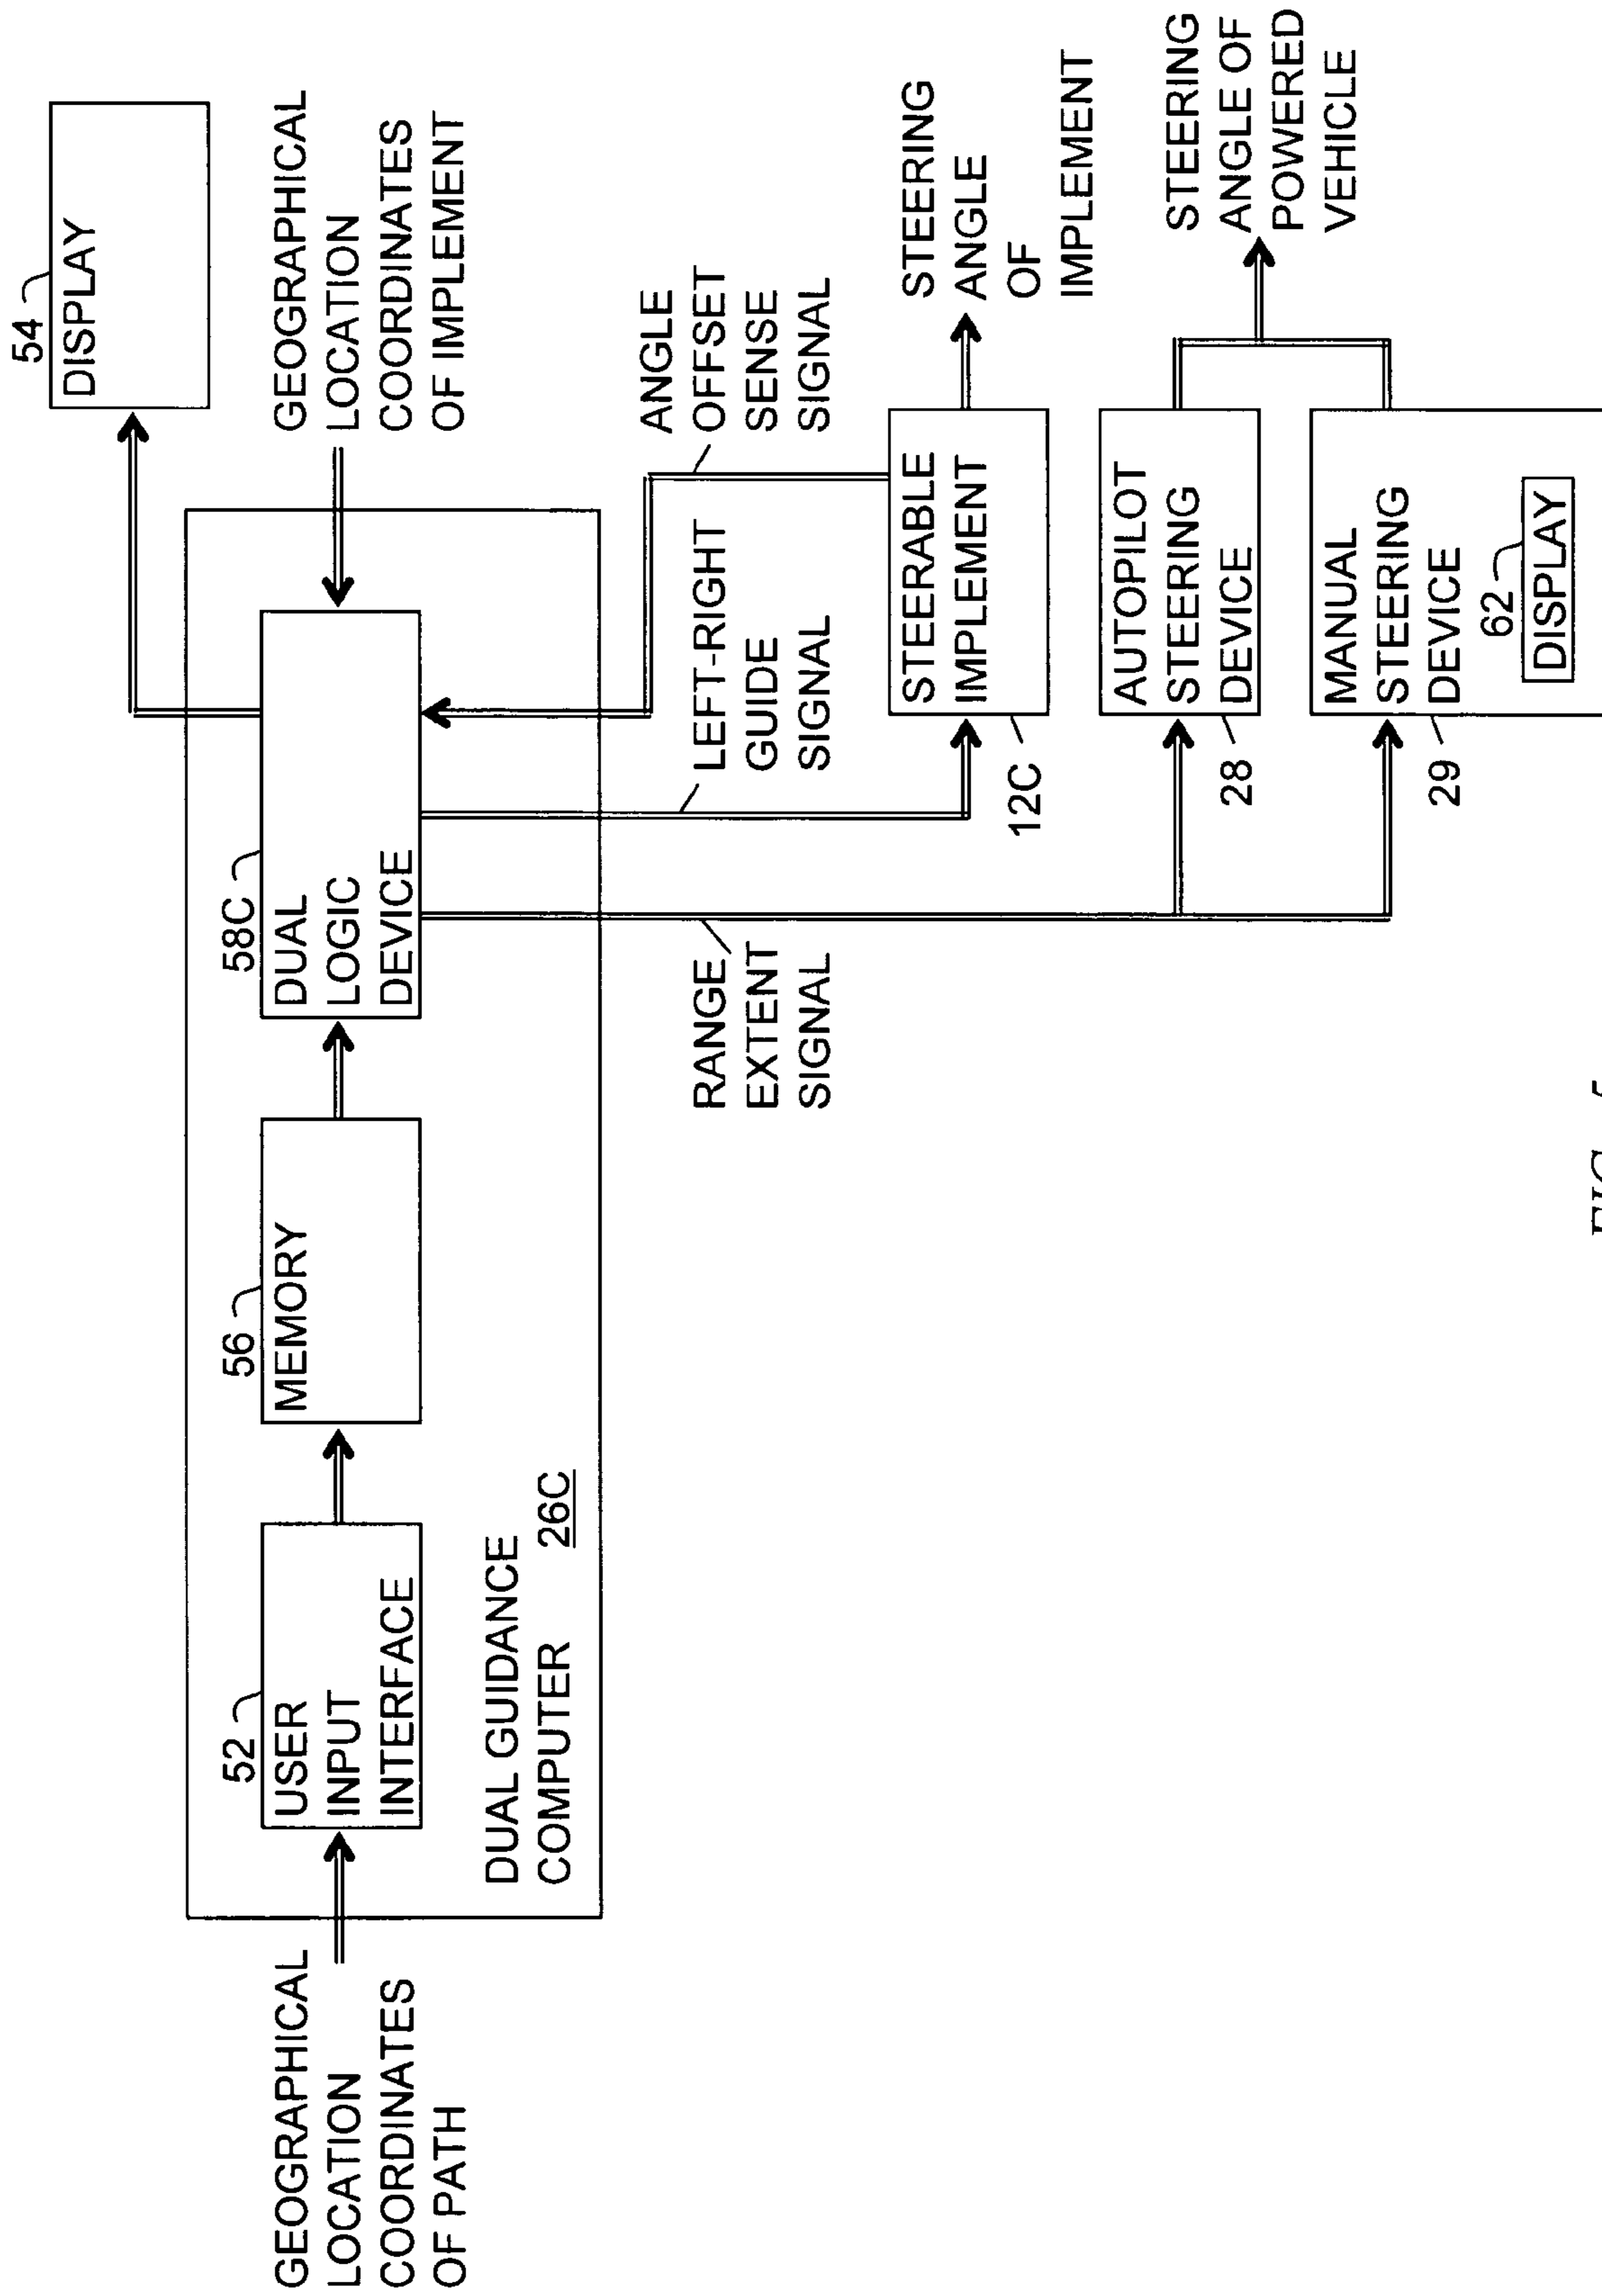 54
DISPLAY
GEOGRAPHICAL
LOCATION
COORDINATES
OF IMPLEMENT
58C
DUAL
LOGIC
DEVICE
56
MEMORY
52
USER
INPUT
INTERFACE
GEOGRAPHICAL
LOCATION
COORDINATES
OF PATH
DUAL GUIDANCE
COMPUTER 26C
ANGLE
OFFSET
SENSE
SIGNAL
LEFT-RIGHT
GUIDE
SIGNAL
RANGE
EXTENT
SIGNAL
STEERABLE
IMPLEMENT
12C
STEERING
ANGLE
OF
IMPLEMENT
AUTOPILOT
STEERING
DEVICE
28
MANUAL
STEERING
DEVICE
29
62
DISPLAY
STEERING
ANGLE OF
POWERED
VEHICLE